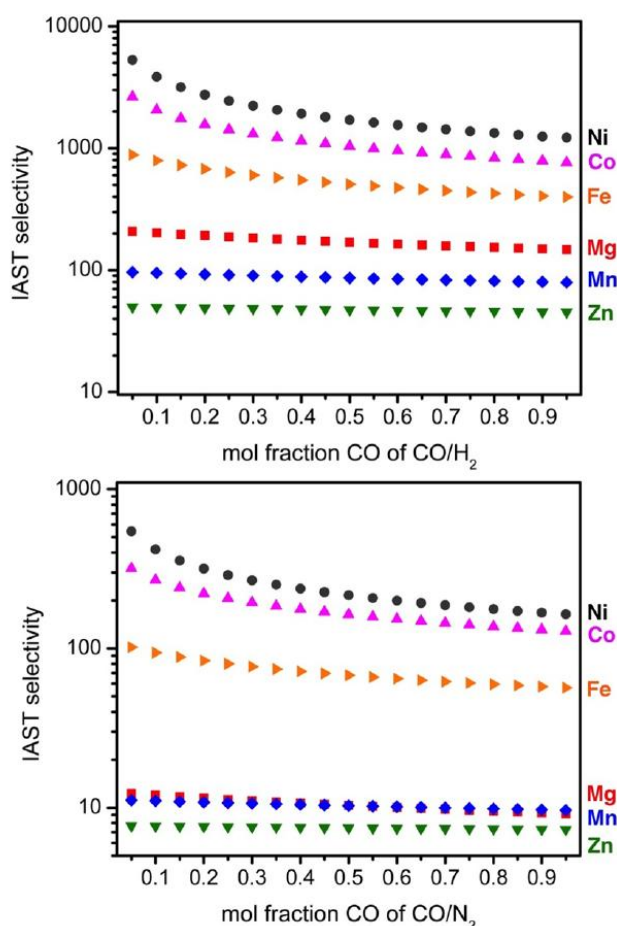 10000
1000
100
10
IAST selectivity
Ni
Co
Fe
Mg
Mn
Zn
0.1 0.2 0.3 0.4 0.5 0.6 0.7 0.8 0.9
mol fraction CO of CO/H₂
1000
100
10
IAST selectivity
Ni
Co
Fe
Mg
Mn
Zn
0.1 0.2 0.3 0.4 0.5 0.6 0.7 0.8 0.9
mol fraction CO of CO/N₂